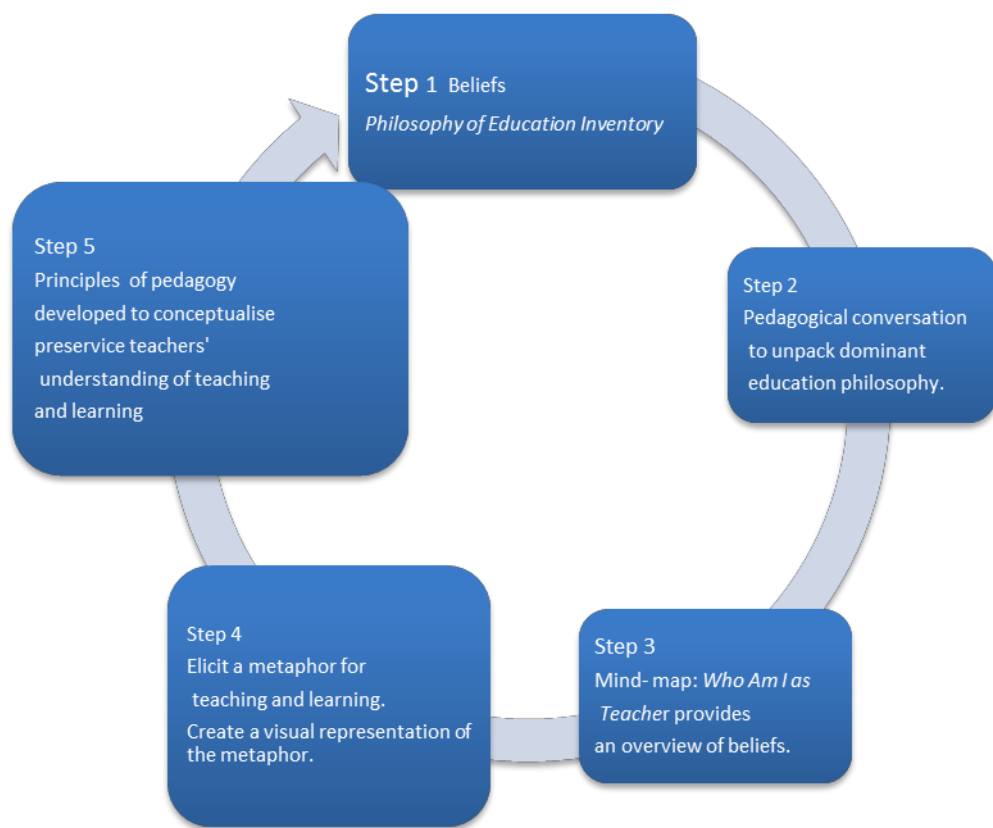 Step 1 Beliefs
Philosophy of Education Inventory
Step 2
Pedagogical conversation
to unpack dominant
education philosophy.
Step 3
Mind- map: Who Am I as
Teacher provides
an overview of beliefs.
Step 4
Elicit a metaphor for
teaching and learning.
Create a visual representation of
the metaphor.
Step 5
Principles of pedagogy
developed to conceptualise
preservice teachers'
understanding of teaching
and learning